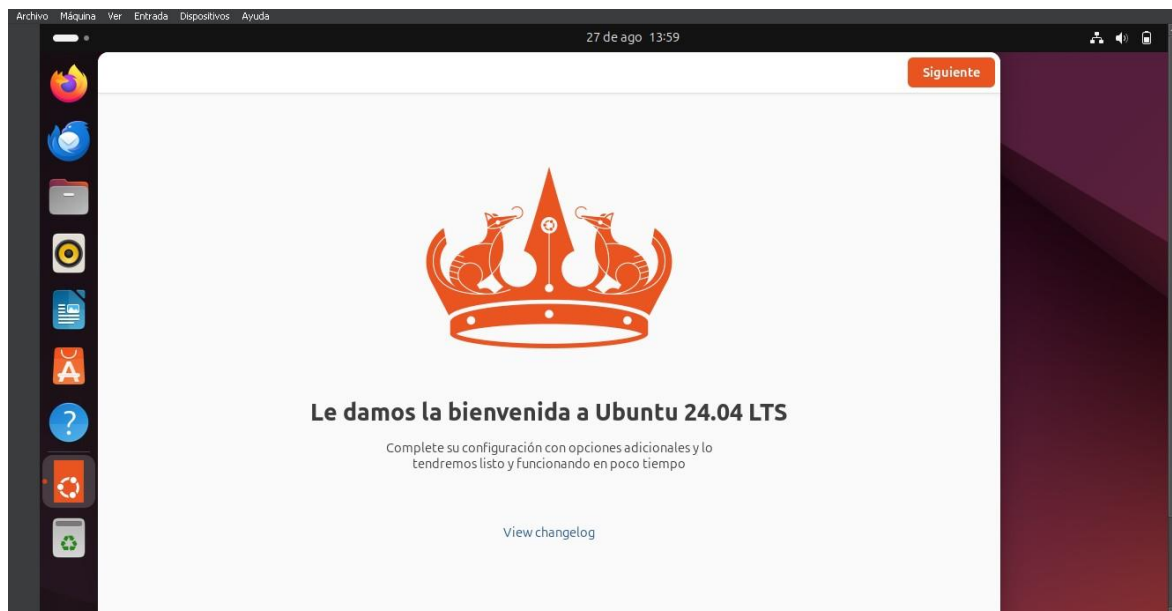 Archivo Máquina Ver Entrada Dispositivos Ayuda
27 de ago 13:59
Siguiente
Le damos la bienvenida a Ubuntu 24.04 LTS
Complete su configuración con opciones adicionales y lo
tendremos listo y funcionando en poco tiempo
View changelog